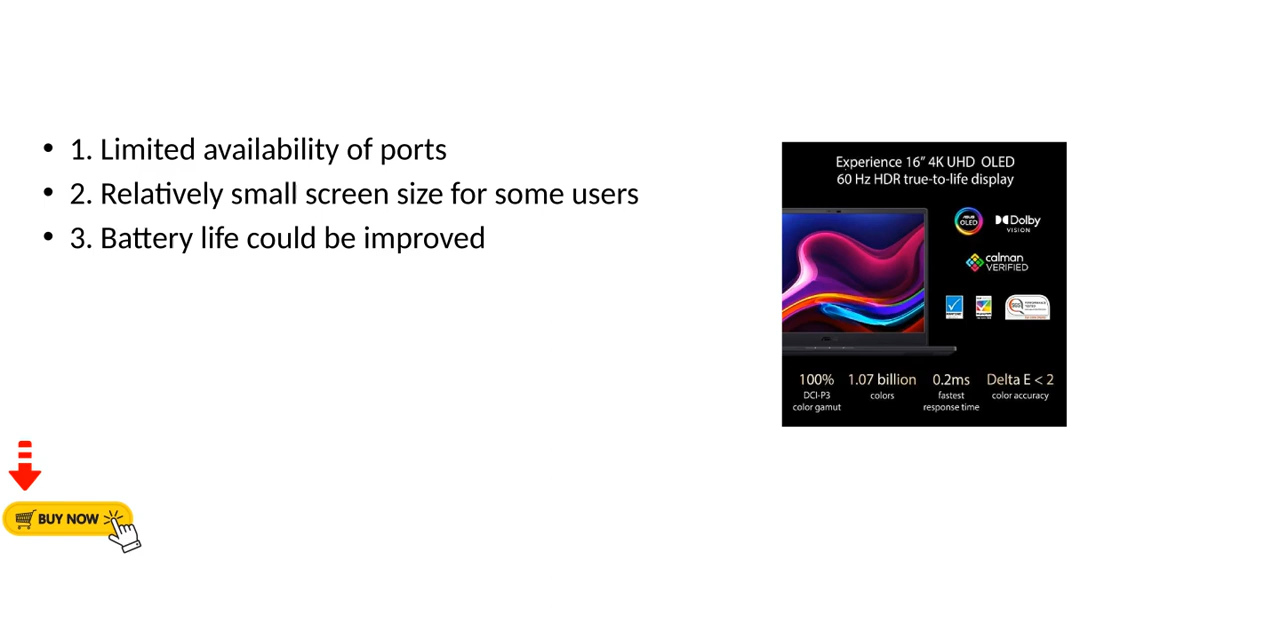 • 1. Limited availability of ports
• 2. Relatively small screen size for some users
• 3. Battery life could be improved
Experience 16” 4K UHD OLED
60 Hz HDR true-to-life display
ASUS
OLED
Dolby
VISION
calman
VERIFIED
100%
DCI-P3
color gamut
1.07 billion
colors
0.2ms
fastest
response time
Delta E < 2
color accuracy
BUY NOW